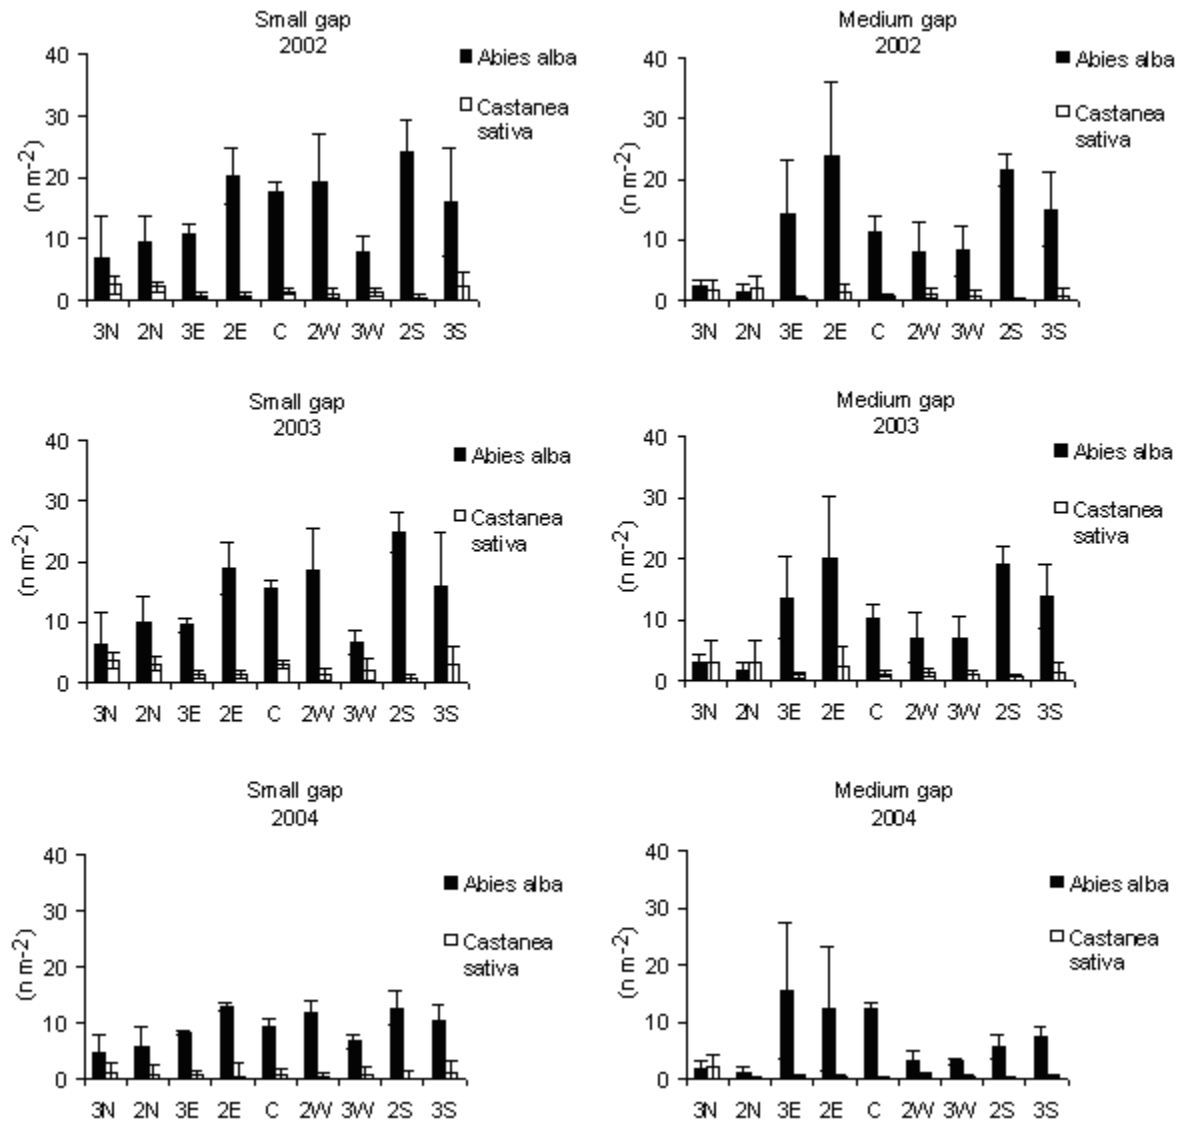 Small gap
2002
40
30
20
10
0
(n m-2)
Abies alba
Castanea
sativa
3N 2N 3E 2E C 2W 3W 2S 3S
Medium gap
2002
40
30
20
10
0
(n m-2)
Abies alba
Castanea
sativa
3N 2N 3E 2E C 2W 3W 2S 3S
Small gap
2003
40
30
20
10
0
(n m-2)
Abies alba
Castanea
sativa
3N 2N 3E 2E C 2W 3W 2S 3S
Medium gap
2003
40
30
20
10
0
(n m-2)
Abies alba
Castanea
sativa
3N 2N 3E 2E C 2W 3W 2S 3S
Small gap
2004
40
30
20
10
0
(n m-2)
Abies alba
Castanea
sativa
3N 2N 3E 2E C 2W 3W 2S 3S
Medium gap
2004
40
30
20
10
0
(n m-2)
Abies alba
Castanea
sativa
3N 2N 3E 2E C 2W 3W 2S 3S